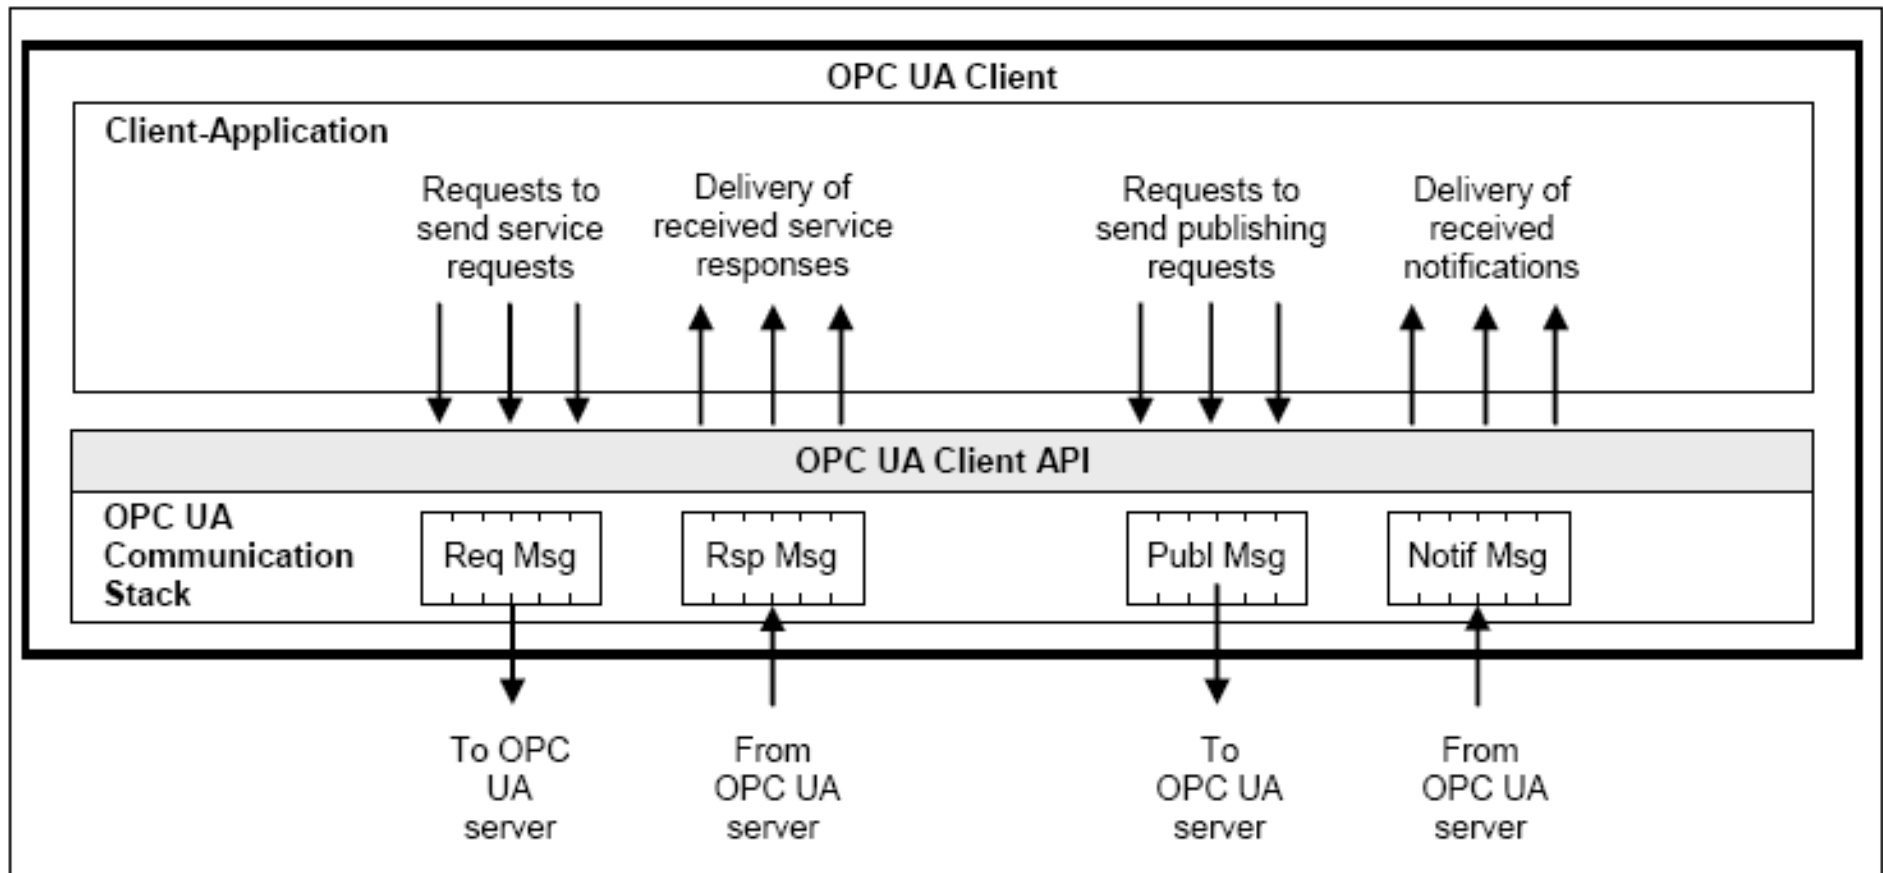 OPC UA Client
Client-Application
Requests to
send service
requests
Delivery of
received service
responses
Requests to
send publishing
requests
Delivery of
received
notifications
OPC UA Client API
OPC UA
Communication
Stack
Req Msg
Rsp Msg
Publ Msg
Notif Msg
To OPC
UA
server
From
OPC UA
server
To
OPC UA
server
From
OPC UA
server